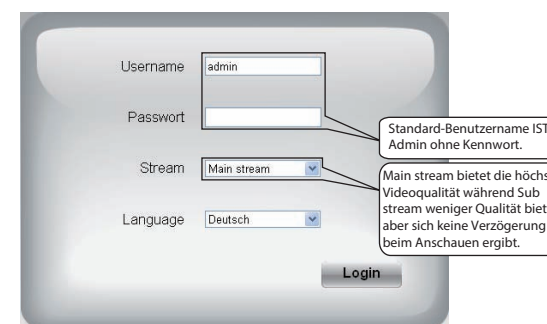 Username admin
Passwort
Standard-Benutzername IST
Admin ohne Kennwort.
Stream Main stream
Main stream bietet die höchs
Videoqualität während Sub
stream weniger Qualität biet
aber sich keine Verzögerung
beim Anschauen ergibt.
Language Deutsch
Login